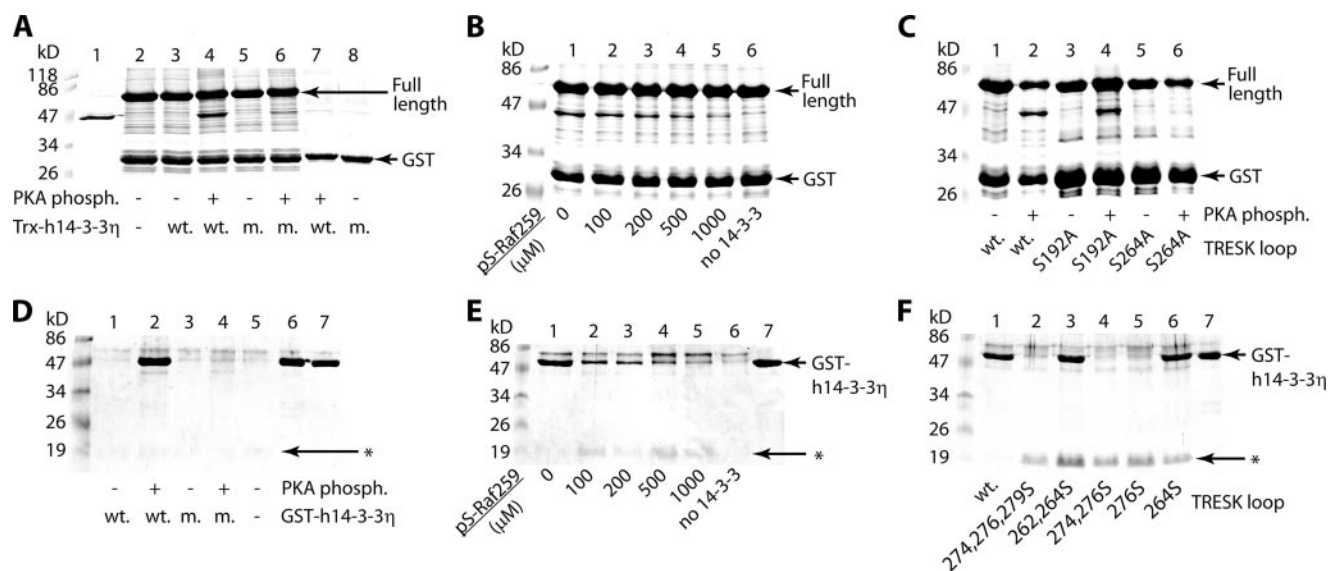 A
kD 1 2 3 4 5 6 7 8
118
86
47
34
26
Full
length
GST
PKA phosph. - - + - + + -
Trx-h14-3-3η - wt. wt. m. m. wt. m.
B
kD 1 2 3 4 5 6
86
47
34
26
Full
length
GST
pS-Raf259
(μM)
0 100 200 500 1000 no 14-3-3
C
kD 1 2 3 4 5 6
86
47
34
26
Full
length
GST
- + - + - + PKA phosph.
wt. wt. S192A S192A S264A S264A TRESK loop
D
kD 1 2 3 4 5 6 7
86
47
34
26
19
*
- + - + PKA phosph.
wt. wt. m. m. - GST-h14-3-3η
E
kD 1 2 3 4 5 6 7
86
47
34
26
19
GST-
h14-3-3η
*
pS-Raf259
(μM)
0 100 200 500 1000 no 14-3-3
F
kD 1 2 3 4 5 6 7
86
47
34
26
19
GST-
h14-3-3η
*
wt. 274,276,279S 262,264S 274,276S 276S 264S TRESK loop